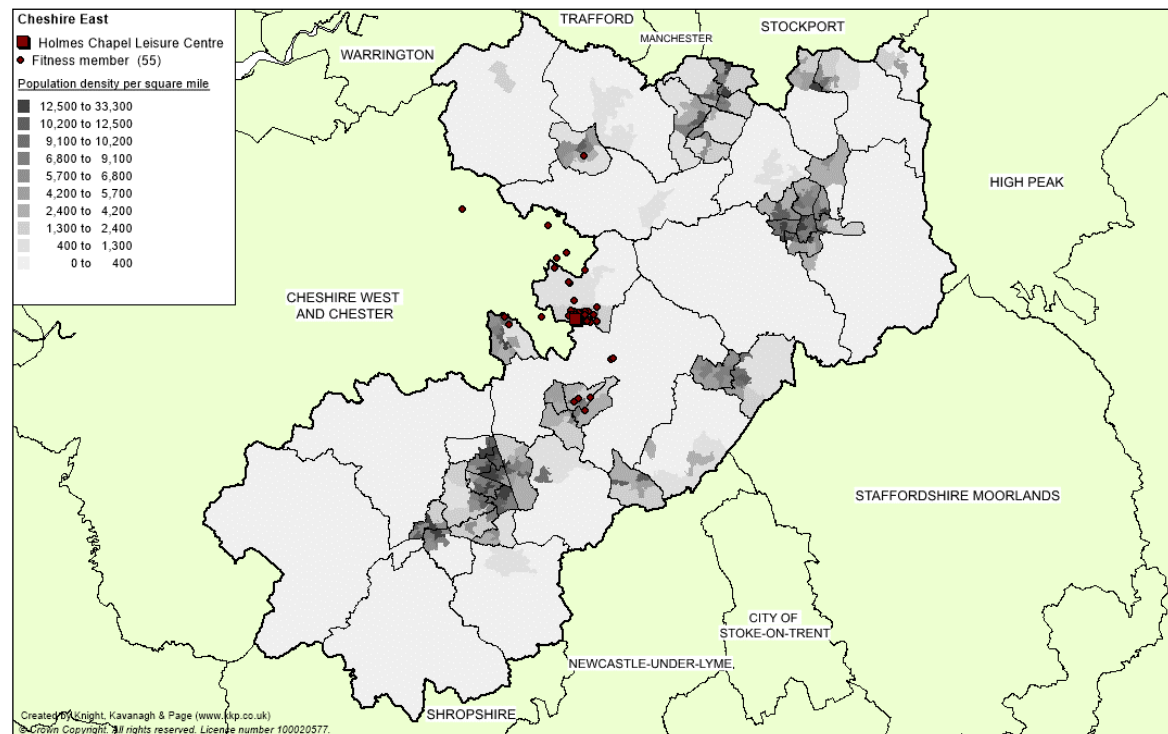 Cheshire East
Holmes Chapel Leisure Centre
Fitness member (55)
Population density per square mile
12,500 to 33,300
10,200 to 12,500
9,100 to 10,200
6,800 to 9,100
5,700 to 6,800
4,200 to 5,700
2,400 to 4,200
1,300 to 2,400
400 to 1,300
0 to 400
TRAFFORD
STOCKPORT
MANCHESTER
WARRINGTON
HIGH PEAK
CHESHIRE WEST
AND CHESTER
STAFFORDSHIRE MOORLANDS
CITY OF
STOKE-ON-TRENT
NEWCASTLE-UNDER-LYME
SHROPSHIRE
Created by Knight, Kavanagh & Page (www.kkp.co.uk)
© Crown Copyright. All rights reserved. License number 100020577.